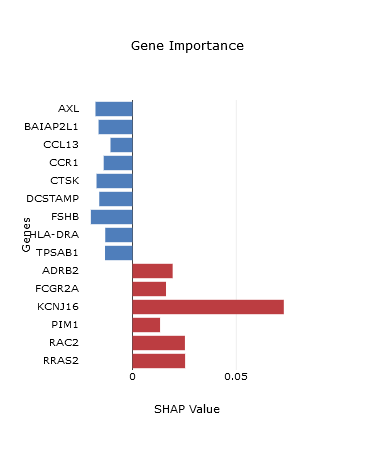 Gene Importance
AXL
BAIAP2L1
CCL13
CCR1
CTSK
DCSTAMP
FSHB
HLA-DRA
TPSAB1
ADRB2
FCGR2A
KCNJ16
PIM1
RAC2
RRAS2
Genes
0 0.05
SHAP Value